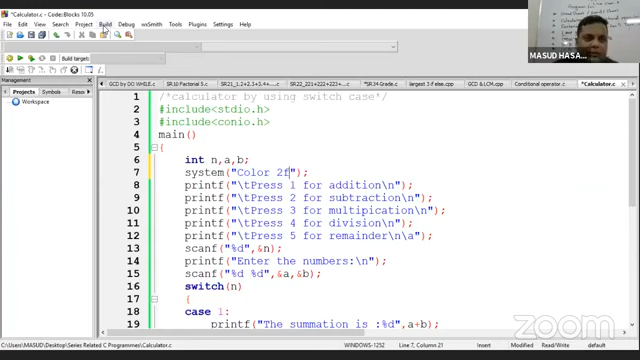 *Calculator.c - Code::Blocks 10.05
File Edit View Search Project Build Debug wxSmith Tools Plugins Settings Help
Build target:
Management
Projects Symbols
Workspace
GCD by DO WHILE.c SR10 Factorial 5.c SR21_1+2.2+3.4+... SR22_221+222+223+... *SR34 Grade.c largest 3 if else.c GCD &LCM.c Conditional operator.c *Calculator.c
1 /*calculator by using switch case*/
2 #include<stdio.h>
3 #include<conio.h>
4 main()
5 {
6 int n,a,b;
7 system("Color 2f");
8 printf("\tPress 1 for addition\n");
9 printf("\tPress 2 for subtraction\n");
10 printf("\tPress 3 for multipication\n");
11 printf("\tPress 4 for division\n");
12 printf("\tPress 5 for remainder\n\a");
13 scanf("%d",&n);
14 printf("Enter the numbers:\n");
15 scanf("%d %d",&a,&b);
16 switch(n)
17 {
18 case 1:
19 printf("The summation is :%d",a+b);
MASUD HASA...
zoom
C:\Users\MASUD\Desktop\Series Related C Programmes\Calculator.c WINDOWS-1252 Line 7, Column 21 Insert Modified Read/Write default